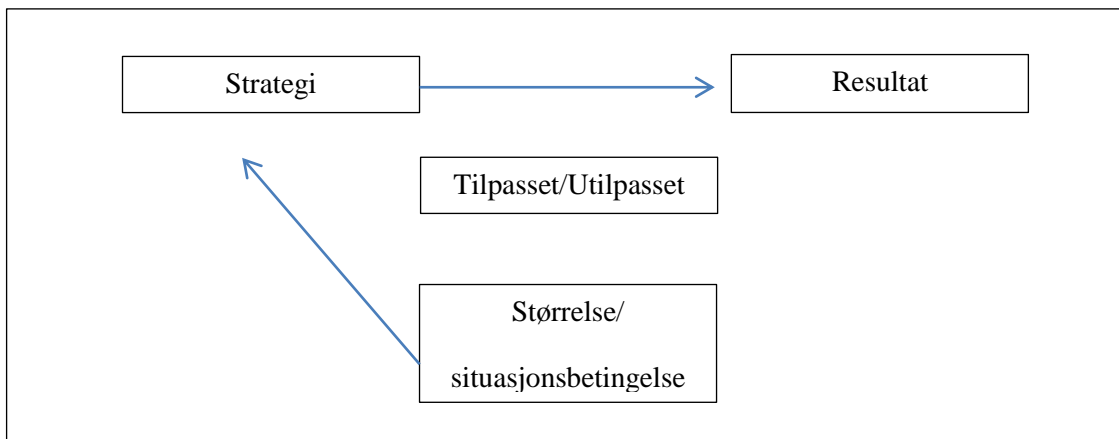 Strategi
Resultat
Tilpasset/Utilpasset
Størrelse/
situasjonsbetingelse